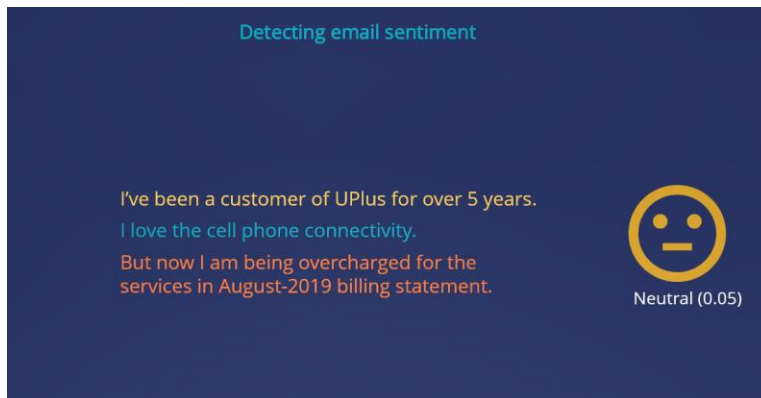 Detecting email sentiment
I've been a customer of UPlus for over 5 years.
I love the cell phone connectivity.
But now I am being overcharged for the
services in August-2019 billing statement.
Neutral (0.05)